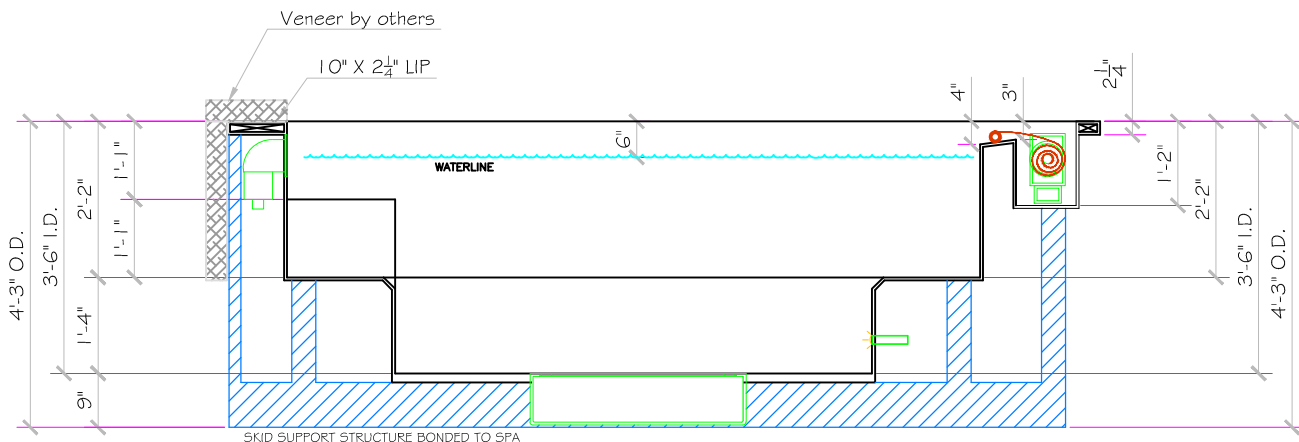 Veneer by others
10" X 2¼" LIP
4'-3" O.D.
3'-6" I.D.
2'-2"
1'-4"
9"
1'-1"
1'-1"
6"
WATERLINE
4"
3"
2¼"
1'-2"
2'-2"
3'-6" I.D.
4'-3" O.D.
SKID SUPPORT STRUCTURE BONDED TO SPA